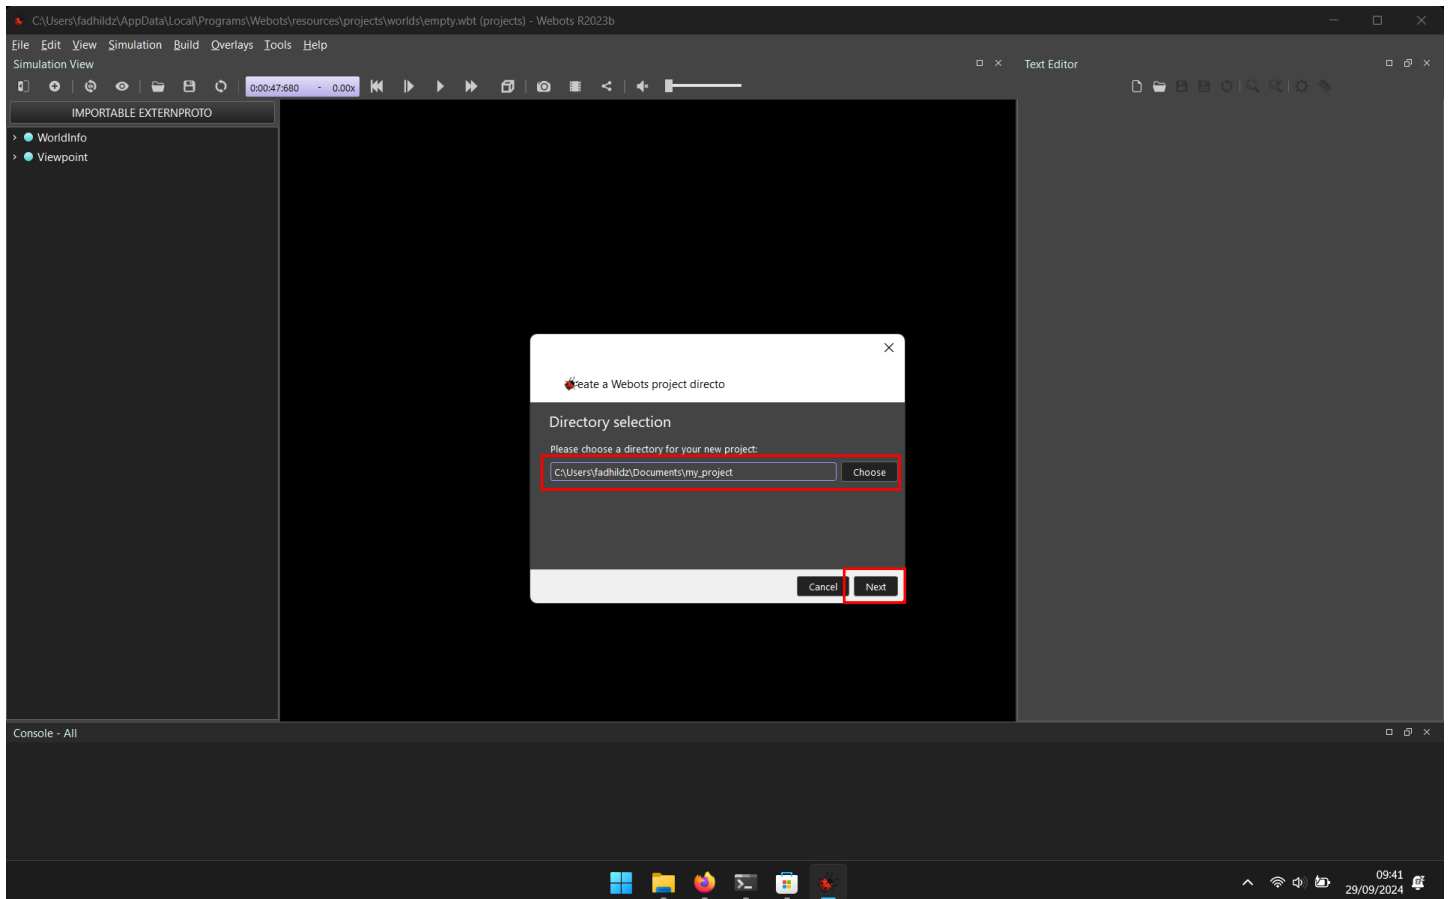 C:\Users\fadhildz\AppData\Local\Programs\Webots\resources\projects\worlds\empty.wbt (projects) - Webots R2023b
File Edit View Simulation Build Overlays Tools Help
Simulation View
Text Editor
0:00:47:680 - 0.00x
IMPORTABLE EXTERNPROTO
WorldInfo
Viewpoint
reate a Webots project directo
Directory selection
Please choose a directory for your new project:
C:\Users\fadhildz\Documents\my_project
Choose
Cancel
Next
Console - All
09:41
29/09/2024